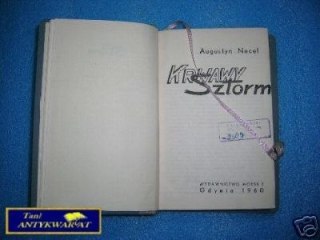 Augustyn Necel
KRWAWY
Sztorm
WYDAWNICTWO MORSKIE
Gdynia 1960
Tani
ANTYKWARIAT